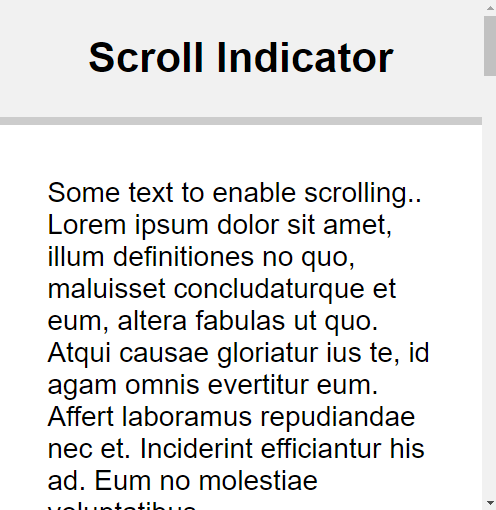 Scroll Indicator
Some text to enable scrolling..
Lorem ipsum dolor sit amet,
illum definitiones no quo,
maluisset concludaturque et
eum, altera fabulas ut quo.
Atqui causae gloriatur ius te, id
agam omnis evertitur eum.
Affert laboramus repudiandae
nec et. Inciderint efficiantur his
ad. Eum no molestiae
voluptatibus